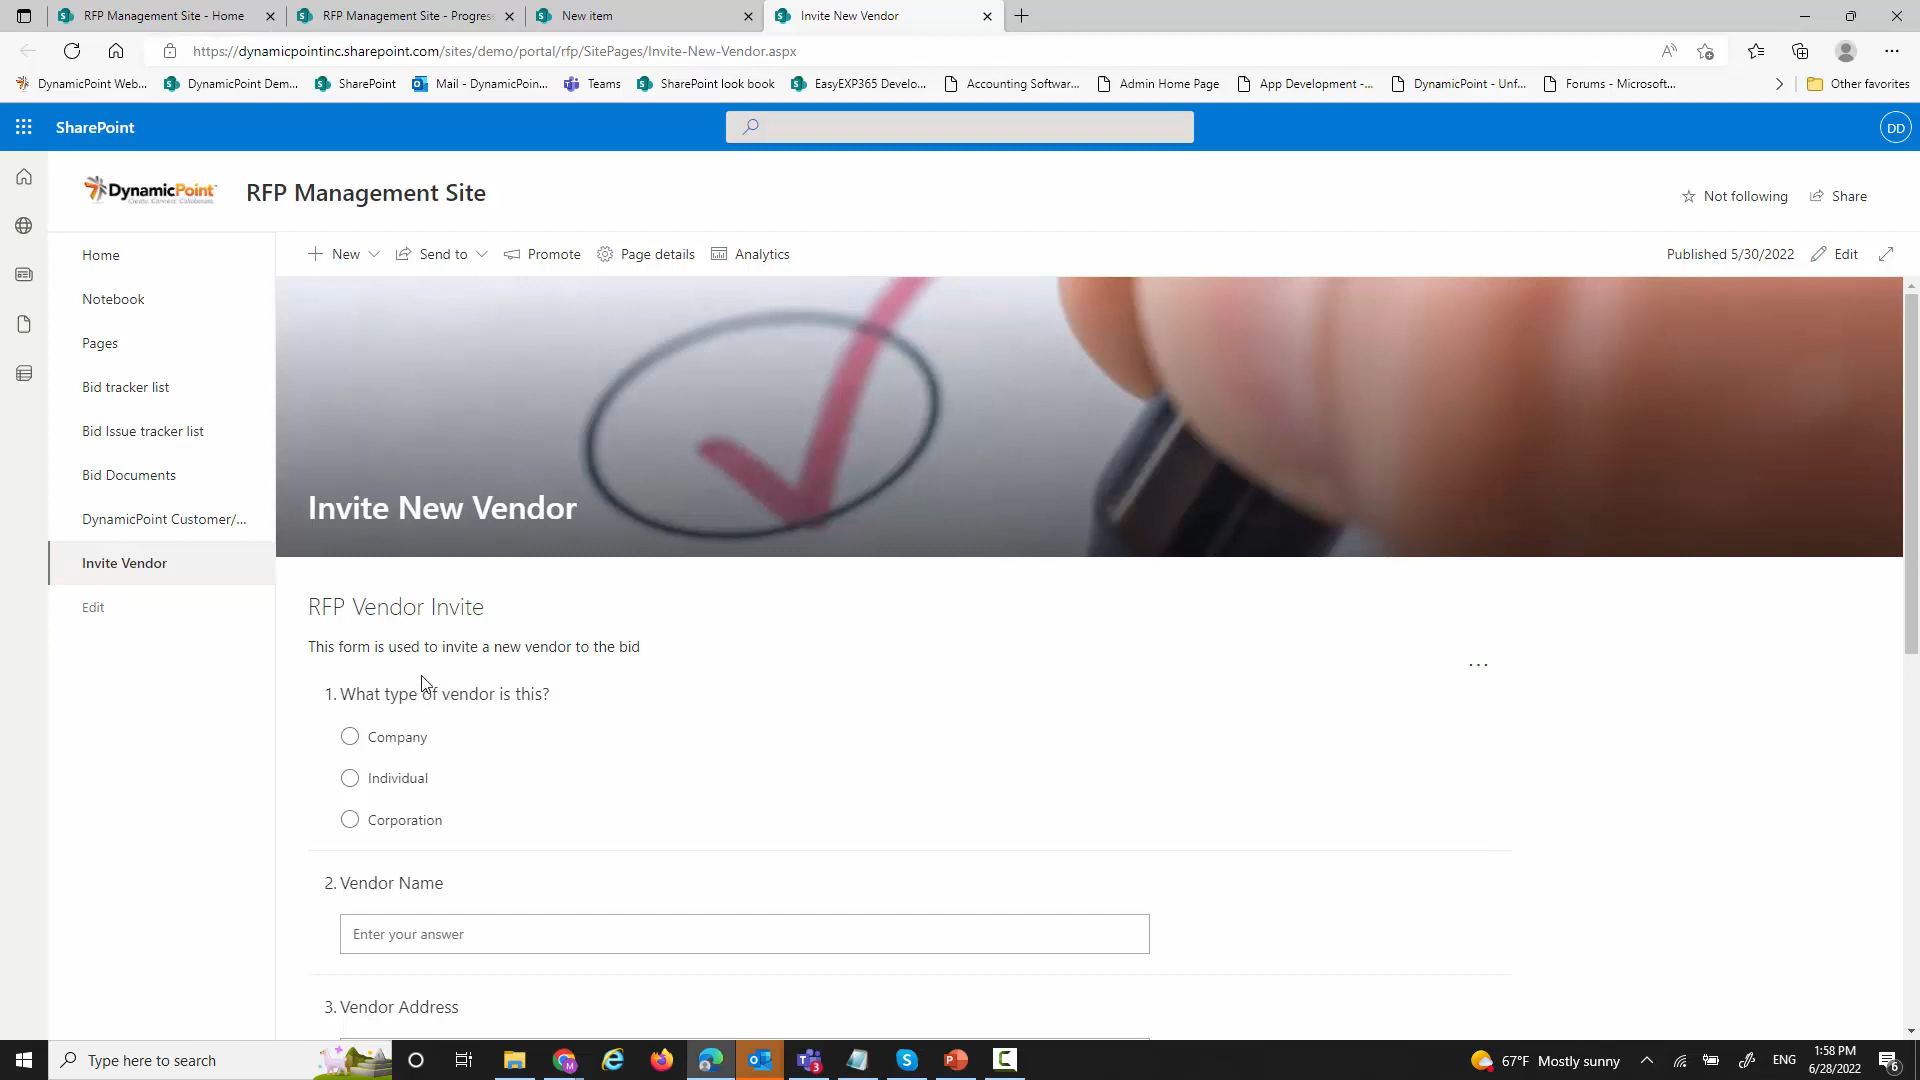 RFP Management Site - Home
RFP Management Site - Progress
New item
Invite New Vendor
https://dynamicpointinc.sharepoint.com/sites/demo/portal/rfp/SitePages/Invite-New-Vendor.aspx
DynamicPoint Web...
DynamicPoint Dem...
SharePoint
Mail - DynamicPoin...
Teams
SharePoint look book
EasyEXP365 Develo...
Accounting Softwar...
Admin Home Page
App Development -...
DynamicPoint - Unf...
Forums - Microsoft...
Other favorites
SharePoint
DD
DynamicPoint
Create. Connect. Collaborate.
RFP Management Site
Not following
Share
Home
Notebook
Pages
Bid tracker list
Bid Issue tracker list
Bid Documents
DynamicPoint Customer/...
Invite Vendor
Edit
New
Send to
Promote
Page details
Analytics
Published 5/30/2022
Edit
Invite New Vendor
RFP Vendor Invite
This form is used to invite a new vendor to the bid
...
1. What type of vendor is this?
Company
Individual
Corporation
2. Vendor Name
Enter your answer
3. Vendor Address
Type here to search
67°F Mostly sunny
ENG
1:58 PM
6/28/2022
6